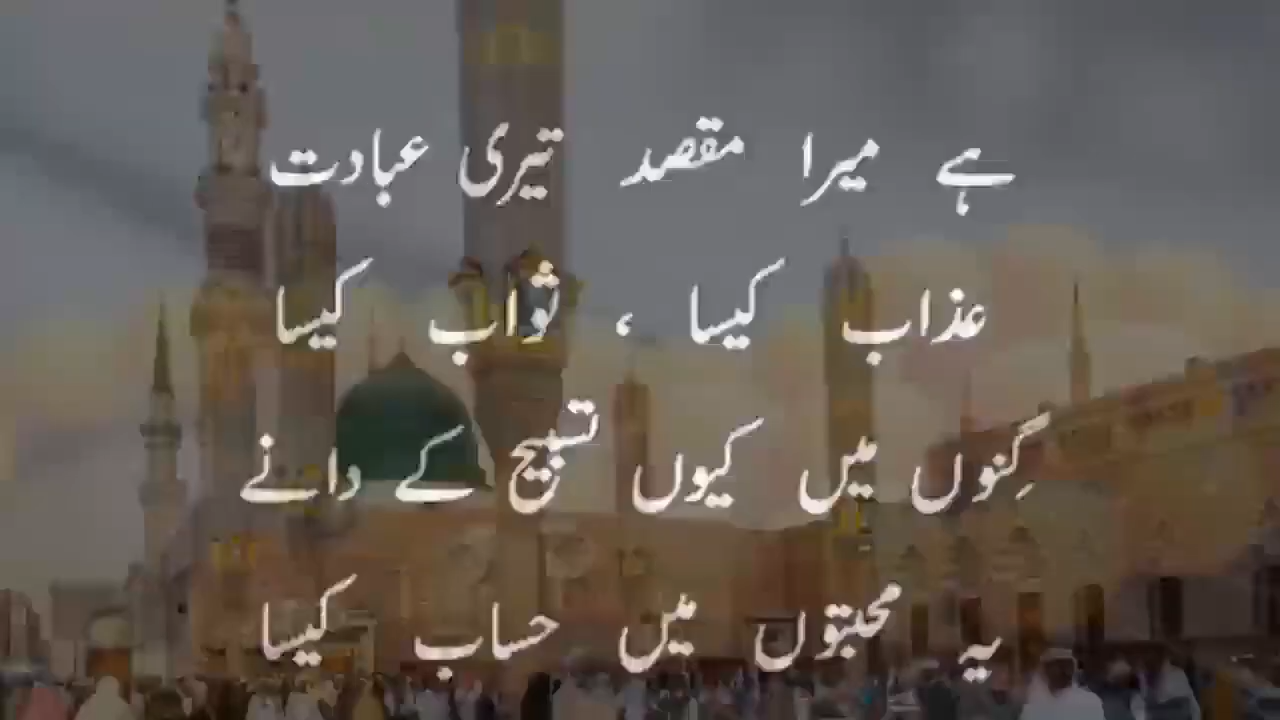 ہے میرا مقصد تیری عبادت
عذاب کیسا ، ثواب کیسا
گِنوں میں کیوں تسبیح کے دانے
یہ محبتوں میں حساب کیسا